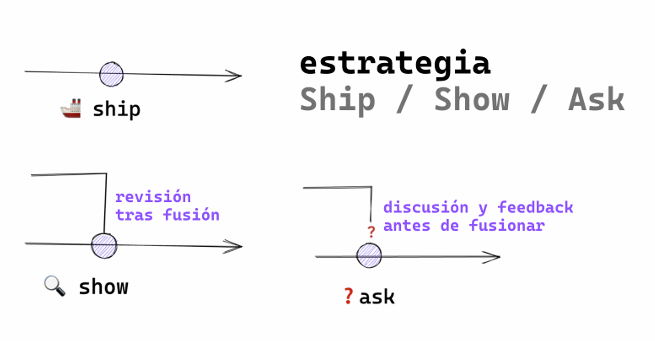 estrategia
Ship / Show / Ask
🚢 ship
revisión
tras fusión
🔍 show
discusión y feedback
antes de fusionar
?
❓ask